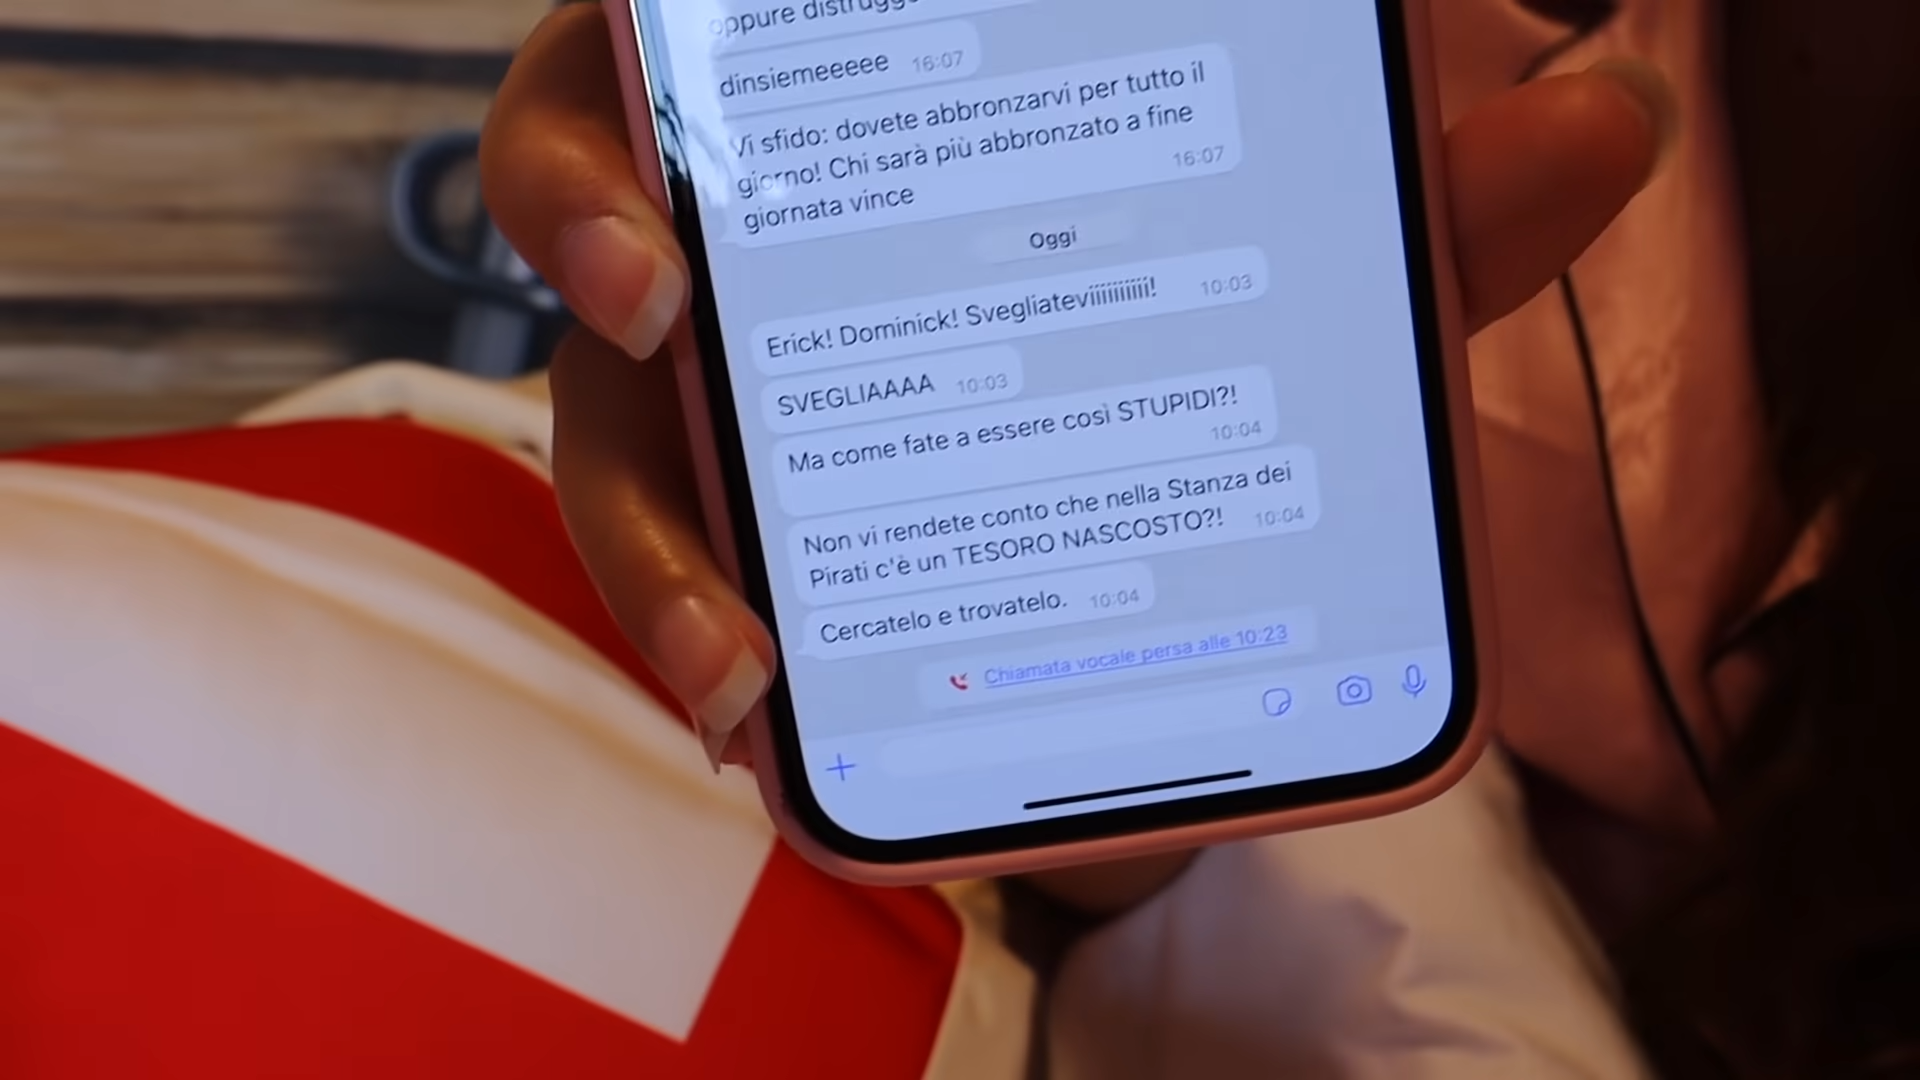 oppure distrugge
dinsiemeeeee 16:07
Vi sfido: dovete abbronzarvi per tutto il
giorno! Chi sarà più abbronzato a fine
giornata vince 16:07
Oggi
Erick! Dominick! Svegliateviiiiiiiiiii! 10:03
SVEGLIAAAA 10:03
Ma come fate a essere così STUPIDI?!
10:04
Non vi rendete conto che nella Stanza dei
Pirati c'è un TESORO NASCOSTO?! 10:04
Cercatelo e trovatelo. 10:04
Chiamata vocale persa alle 10:23